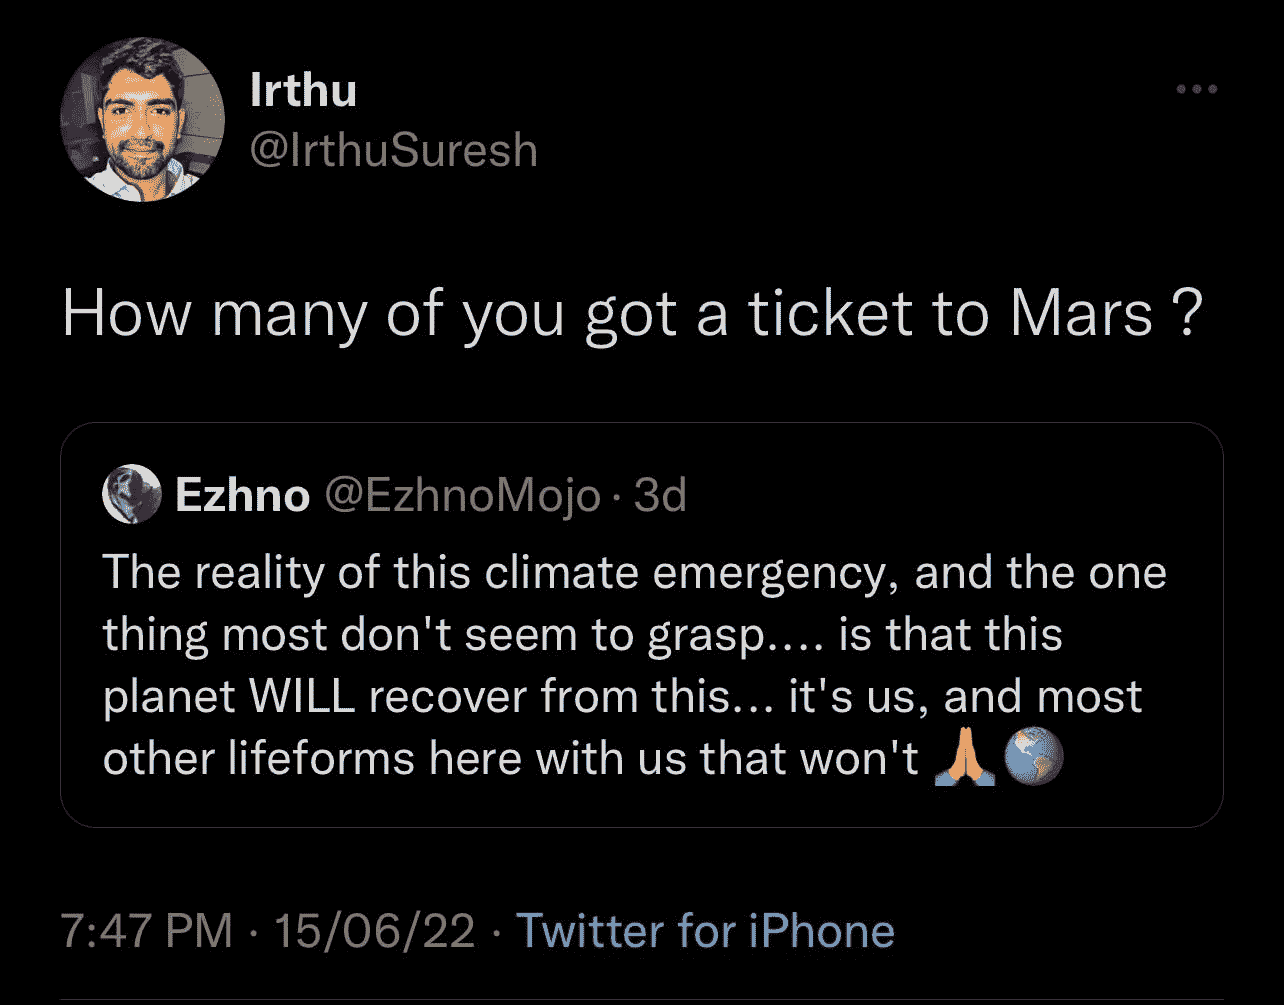 Irthu
@IrthuSuresh
How many of you got a ticket to Mars ?
Ezhno @EzhnoMojo · 3d
The reality of this climate emergency, and the one
thing most don't seem to grasp.... is that this
planet WILL recover from this... it's us, and most
other lifeforms here with us that won't 🙏🌎
7:47 PM · 15/06/22 · Twitter for iPhone